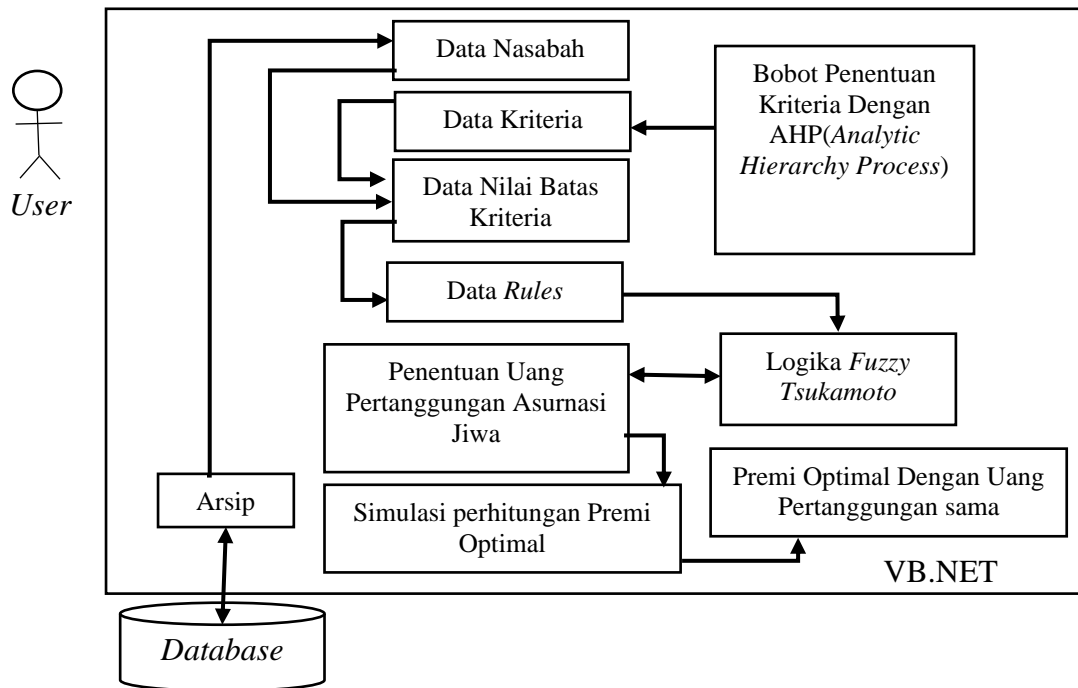 Data Nasabah
Bobot Penentuan
Kriteria Dengan
AHP(Analytic
Hierarchy Process)
Data Kriteria
User
Data Nilai Batas
Kriteria
Data Rules
Penentuan Uang
Pertanggungan Asurnasi
Jiwa
Logika Fuzzy
Tsukamoto
Arsip
Simulasi perhitungan Premi
Optimal
Premi Optimal Dengan Uang
Pertanggungan sama
VB.NET
Database